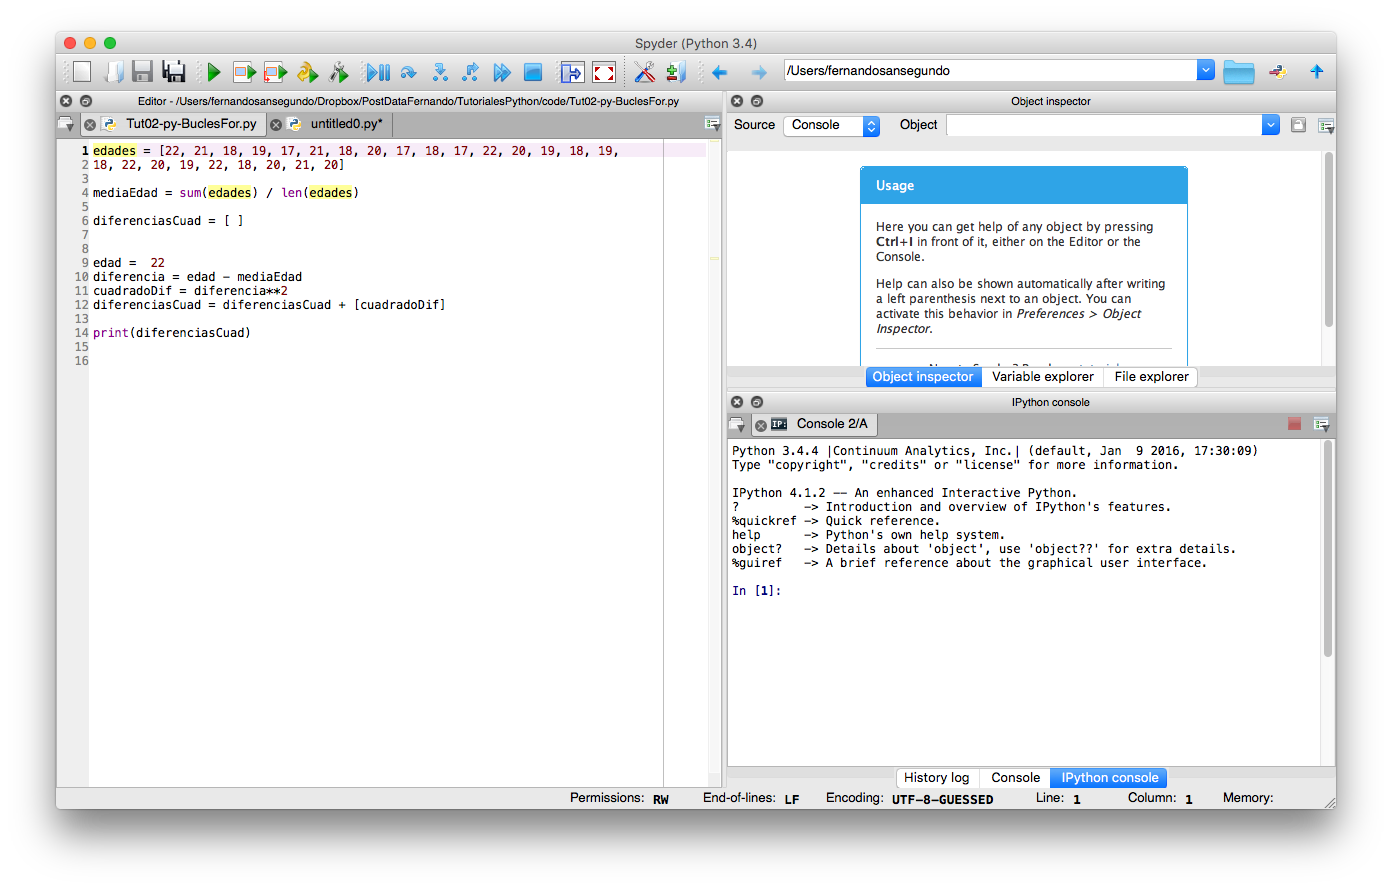 Spyder (Python 3.4)
/Users/fernandosansegundo
Editor - /Users/fernandosansegundo/Dropbox/PostDataFernando/TutorialesPython/code/Tut02-py-BuclesFor.py
Tut02-py-BuclesFor.py untitled0.py*
1 edades = [22, 21, 18, 19, 17, 21, 18, 20, 17, 18, 17, 22, 20, 19, 18, 19,
2 18, 22, 20, 19, 22, 18, 20, 21, 20]
3
4 mediaEdad = sum(edades) / len(edades)
5
6 diferenciasCuad = [ ]
7
8
9 edad =  22
10 diferencia = edad - mediaEdad
11 cuadradoDif = diferencia**2
12 diferenciasCuad = diferenciasCuad + [cuadradoDif]
13
14 print(diferenciasCuad)
15
16
Object inspector
Source Console Object
Usage
Here you can get help of any object by pressing
Ctrl+I in front of it, either on the Editor or the
Console.
Help can also be shown automatically after writing
a left parenthesis next to an object. You can
activate this behavior in Preferences > Object
Inspector.
Object inspector Variable explorer File explorer
IPython console
IP: Console 2/A
Python 3.4.4 |Continuum Analytics, Inc.| (default, Jan  9 2016, 17:30:09)
Type "copyright", "credits" or "license" for more information.
IPython 4.1.2 -- An enhanced Interactive Python.
?         -> Introduction and overview of IPython's features.
%quickref -> Quick reference.
help      -> Python's own help system.
object?   -> Details about 'object', use 'object??' for extra details.
%guiref   -> A brief reference about the graphical user interface.
In [1]:
History log Console IPython console
Permissions: RW End-of-lines: LF Encoding: UTF-8-GUESSED Line: 1 Column: 1 Memory: